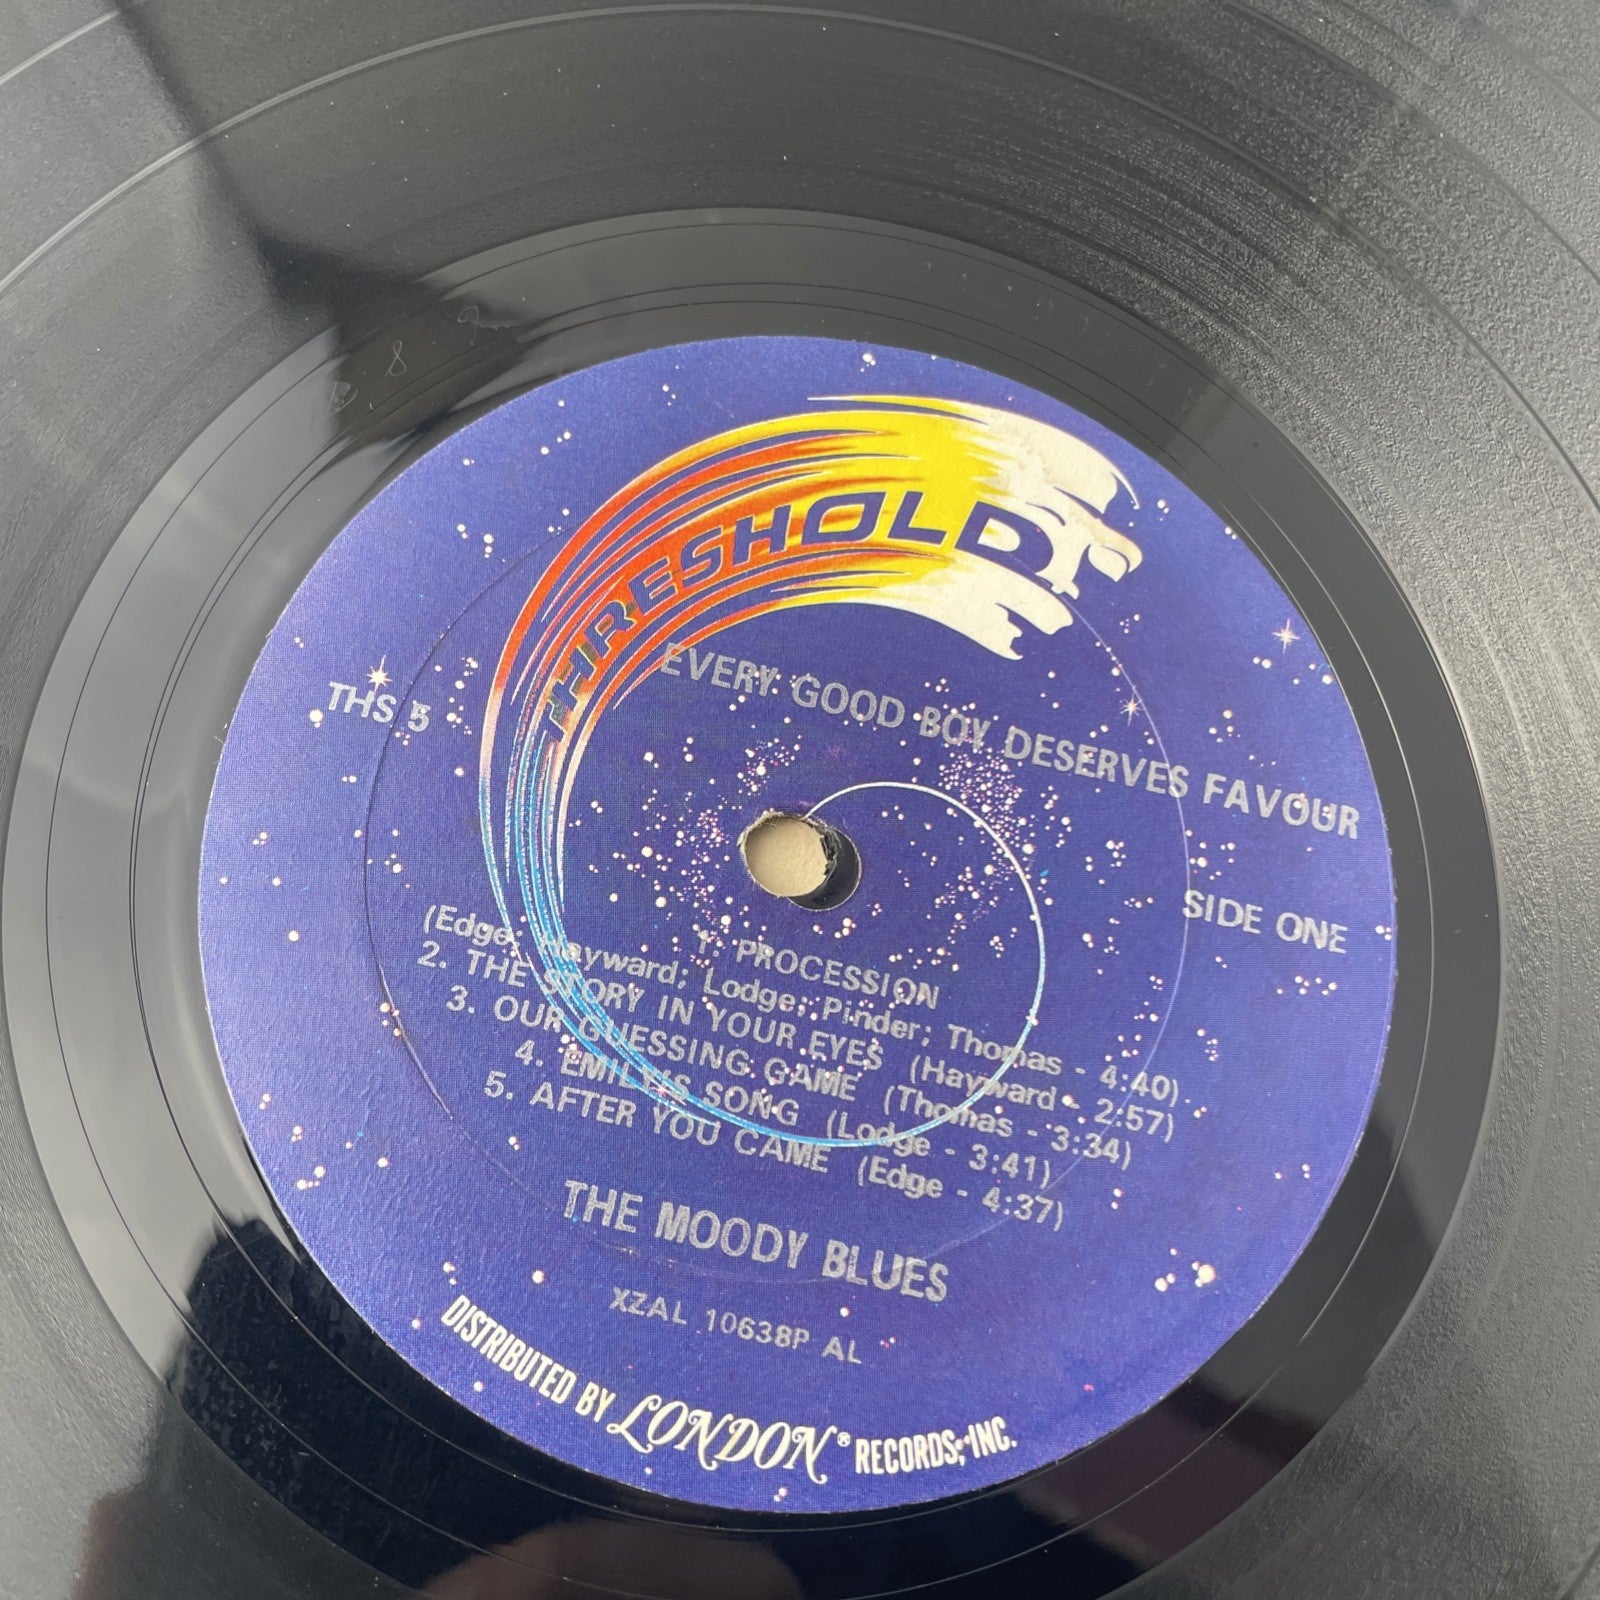 THRESHOLD
EVERY GOOD BOY DESERVES FAVOUR
THS 5
SIDE ONE
1. PROCESSION
(Edge; Hayward; Lodge; Pinder; Thomas - 4:40)
2. THE STORY IN YOUR EYES (Hayward - 2:57)
3. OUR GUESSING GAME (Thomas - 3:34)
4. EMILY'S SONG (Lodge - 3:41)
5. AFTER YOU CAME (Edge - 4:37)
THE MOODY BLUES
XZAL 10638P AL
DISTRIBUTED BY LONDON® RECORDS, INC.